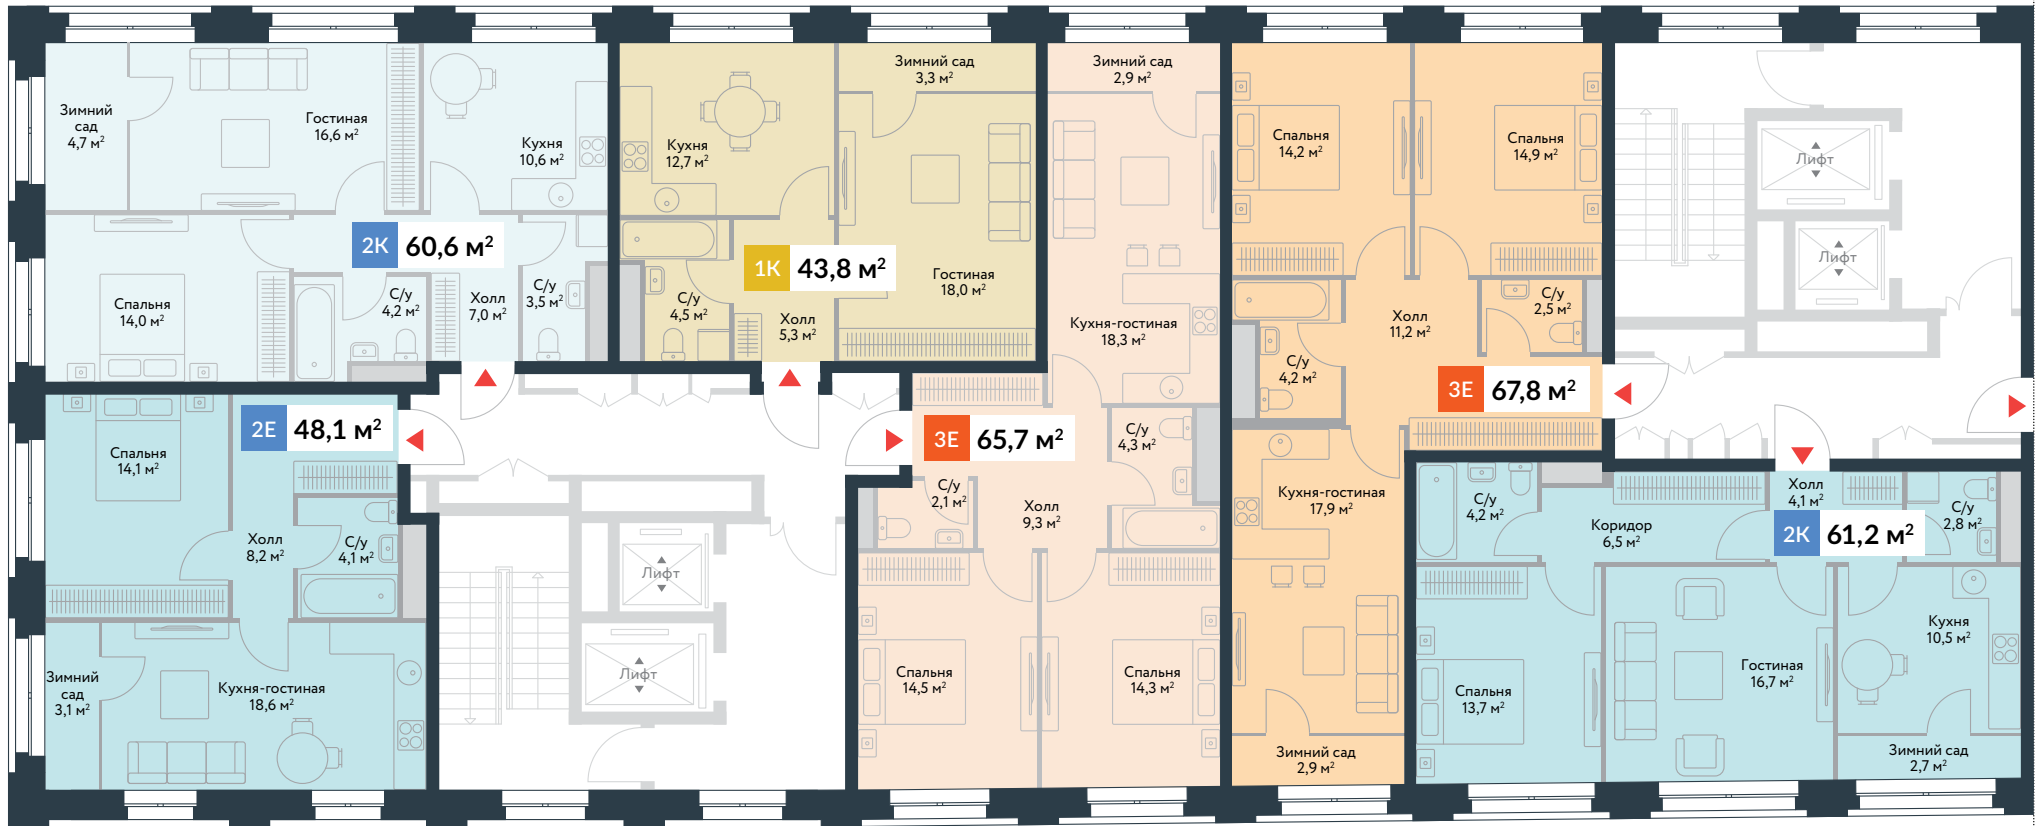 Зимний
сад
4,7 м²
Гостиная
16,6 м²
Кухня
10,6 м²
2К 60,6 м²
Спальня
14,0 м²
С/у
4,2 м²
Холл
7,0 м²
С/у
3,5 м²
Кухня
12,7 м²
Зимний сад
3,3 м²
1К 43,8 м²
Гостиная
18,0 м²
С/у
4,5 м²
Холл
5,3 м²
Зимний сад
2,9 м²
Кухня-гостиная
18,3 м²
3Е 65,7 м²
С/у
4,3 м²
С/у
2,1 м²
Холл
9,3 м²
Спальня
14,5 м²
Спальня
14,3 м²
Спальня
14,2 м²
Спальня
14,9 м²
С/у
2,5 м²
Холл
11,2 м²
С/у
4,2 м²
3Е 67,8 м²
Кухня-гостиная
17,9 м²
Зимний сад
2,9 м²
Лифт
Лифт
2Е 48,1 м²
Спальня
14,1 м²
Холл
8,2 м²
С/у
4,1 м²
Зимний
сад
3,1 м²
Кухня-гостиная
18,6 м²
Лифт
Лифт
С/у
4,2 м²
Коридор
6,5 м²
Холл
4,1 м²
2К 61,2 м²
С/у
2,8 м²
Спальня
13,7 м²
Гостиная
16,7 м²
Кухня
10,5 м²
Зимний сад
2,7 м²